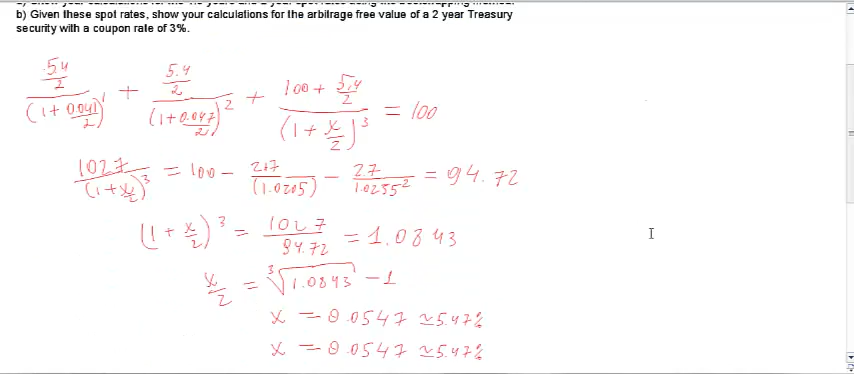 b) Given these spot rates, show your calculations for the arbitrage free value of a 2 year Treasury
security with a coupon rate of 3%.
(5.4/2)/(1+0.041/2)^1 + (5.4/2)/(1+0.047/2)^2 + (100+5.4/2)/(1+x/2)^3 = 100
102.7/(1+x/2)^3 = 100 - 2.7/(1.0205) - 2.7/1.0235^2 = 94.72
(1+x/2)^3 = 102.7/94.72 = 1.0843
x/2 = ∛1.0843 - 1
x = 0.0547 ≃ 5.47%
x = 0.0547 ≃ 5.47%